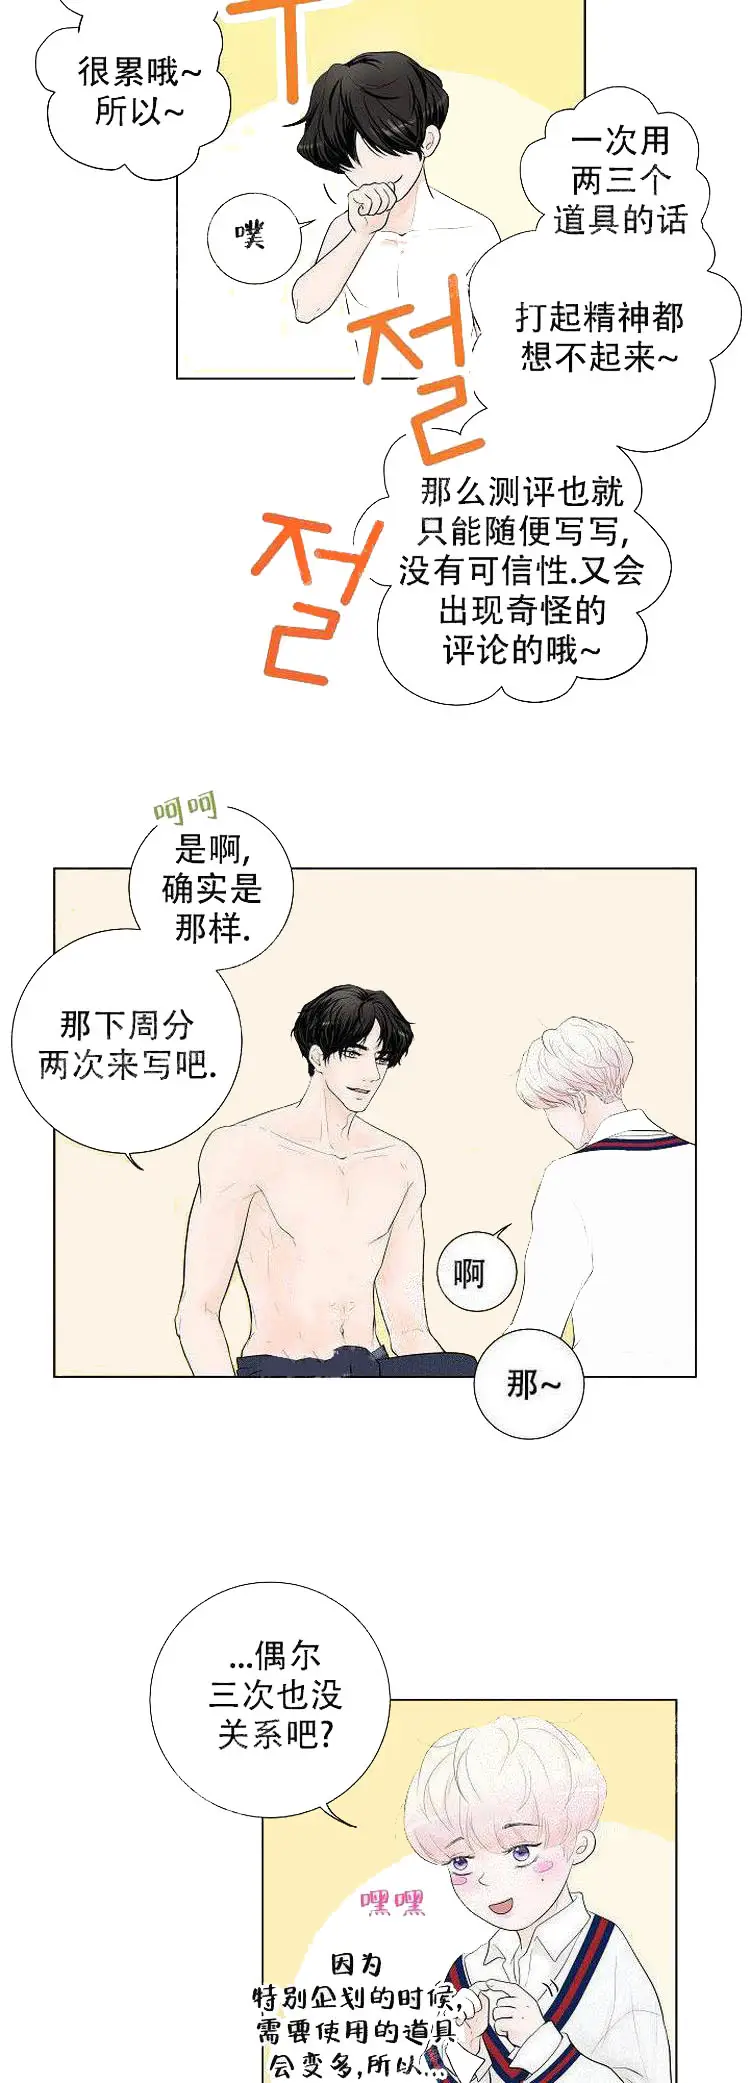 很累哦~
所以~
噗
一次用
两三个
道具的话
打起精神都
想不起来~
절
那么测评也就
只能随便写写,
没有可信性.又会
出现奇怪的
评论的哦~
절
呵呵
是啊,
确实是
那样.
那下周分
两次来写吧.
啊
那~
...偶尔
三次也没
关系吧?
嘿嘿
因为
特别企划的时候,
需要使用的道具
会变多,所以...